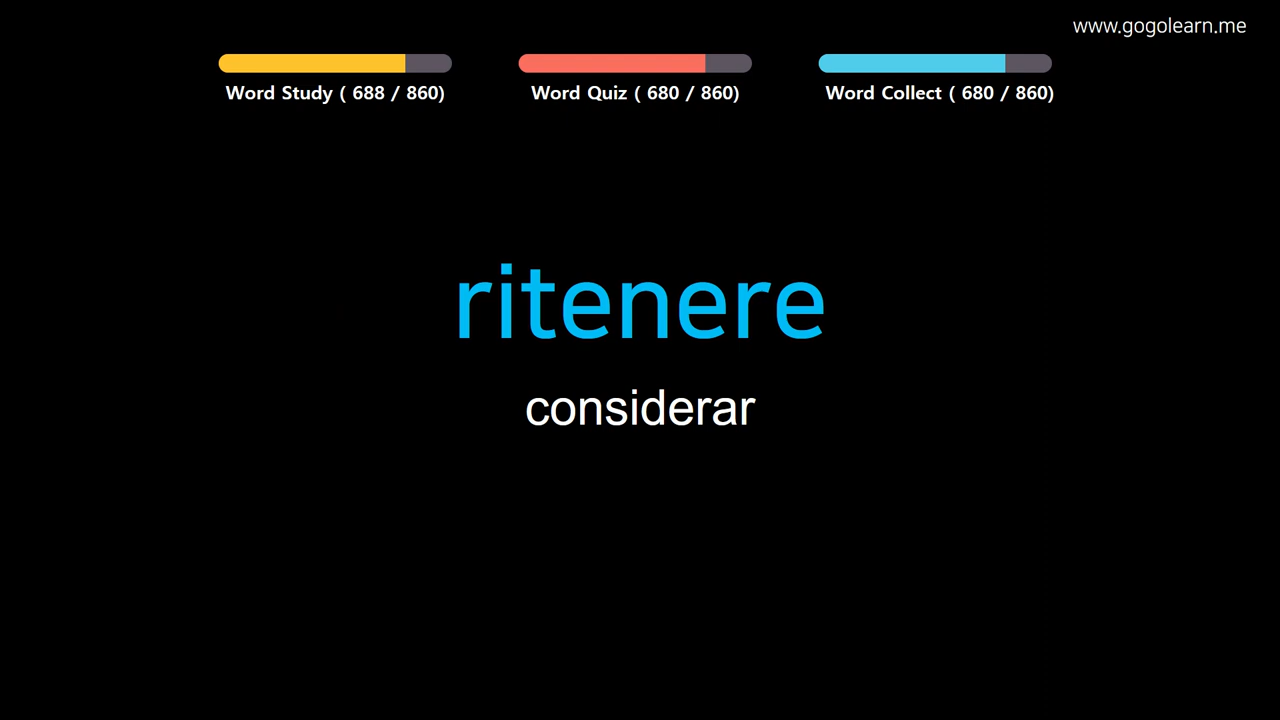 www.gogolearn.me
Word Study ( 688 / 860)
Word Quiz ( 680 / 860)
Word Collect ( 680 / 860)
ritenere
considerar